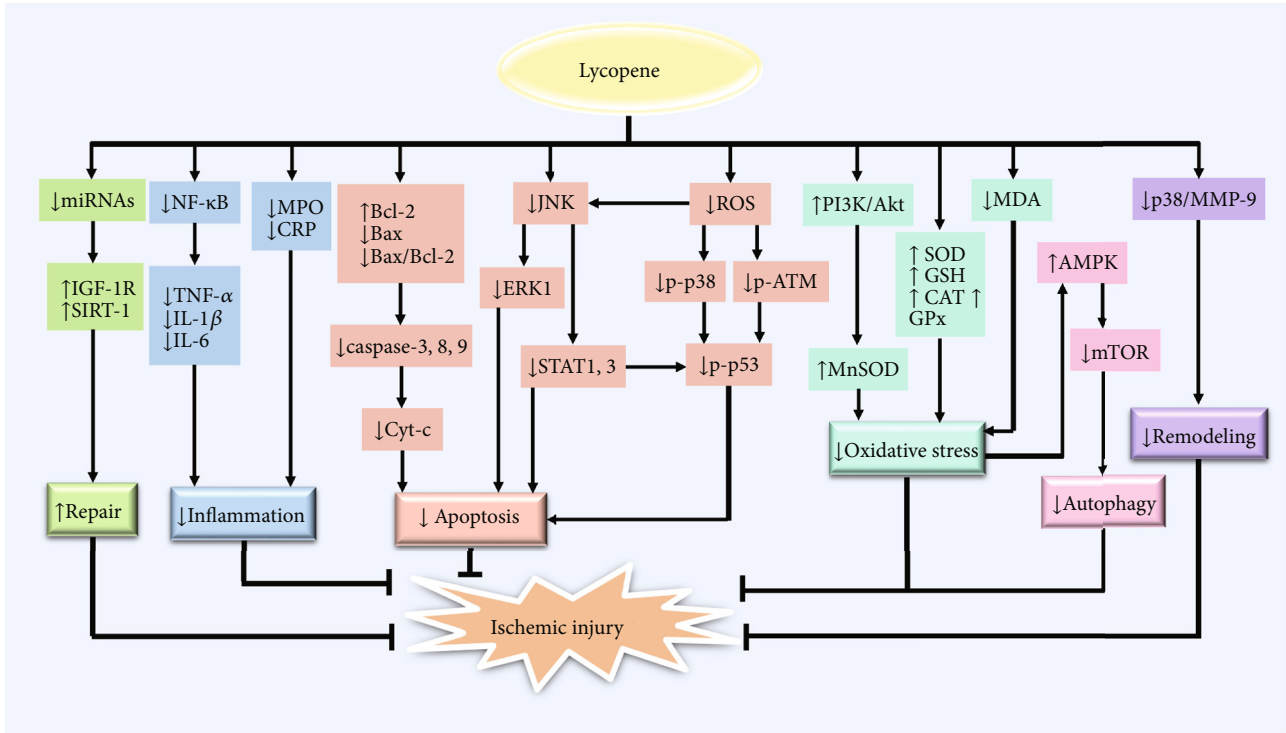 Lycopene
↓miRNAs
↑IGF-1R
↑SIRT-1
↑Repair
↓NF-κB
↓TNF-α
↓IL-1β
↓IL-6
↓MPO
↓CRP
↓Inflammation
↑Bcl-2
↓Bax
↓Bax/Bcl-2
↓caspase-3, 8, 9
↓Cyt-c
↓JNK
↓ERK1
↓STAT1, 3
↓ROS
↓p-p38
↓p-ATM
↓p-p53
↓ Apoptosis
↑PI3K/Akt
↑MnSOD
↑ SOD
↑ GSH
↑ CAT ↑
GPx
↓MDA
↓Oxidative stress
↑AMPK
↓mTOR
↓Autophagy
↓p38/MMP-9
↓Remodeling
Ischemic injury